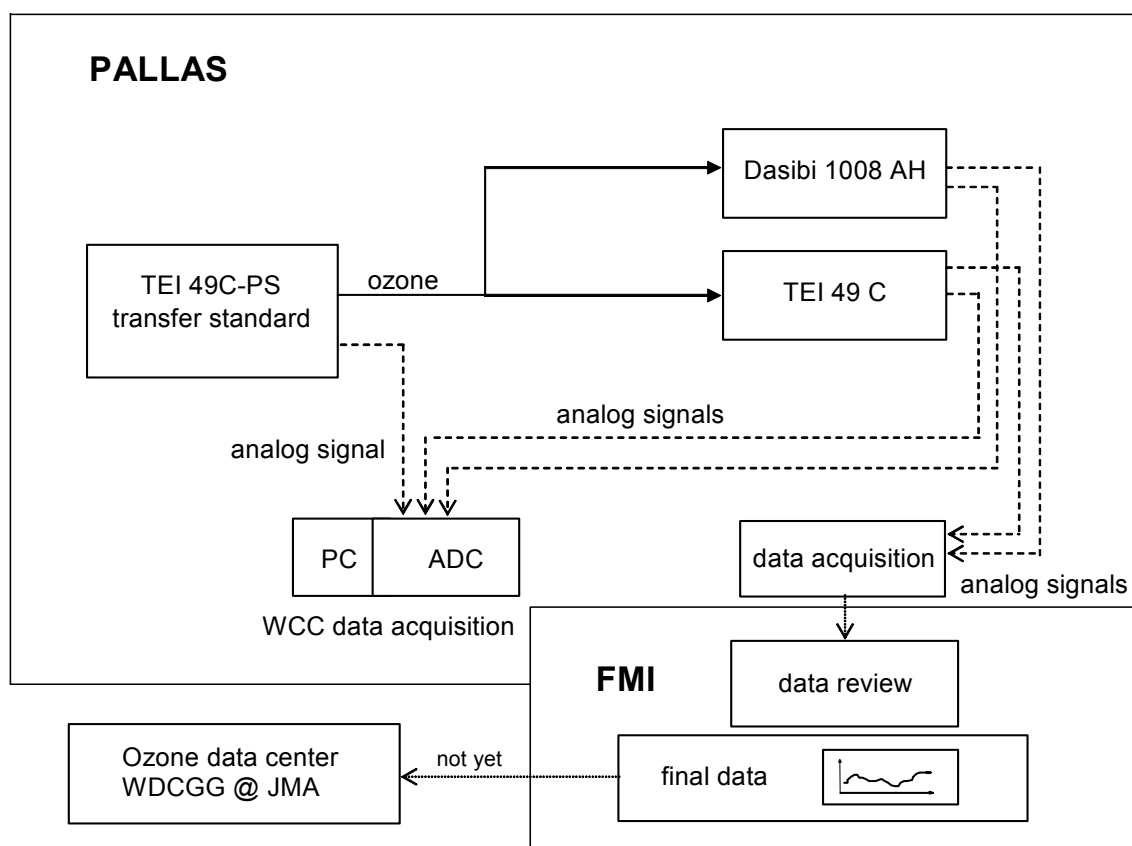 PALLAS
Dasibi 1008 AH
TEI 49C-PS
transfer standard
ozone
TEI 49 C
analog signals
analog signal
PC
ADC
data acquisition
analog signals
WCC data acquisition
FMI
data review
Ozone data center
WDCGG @ JMA
not yet
final data